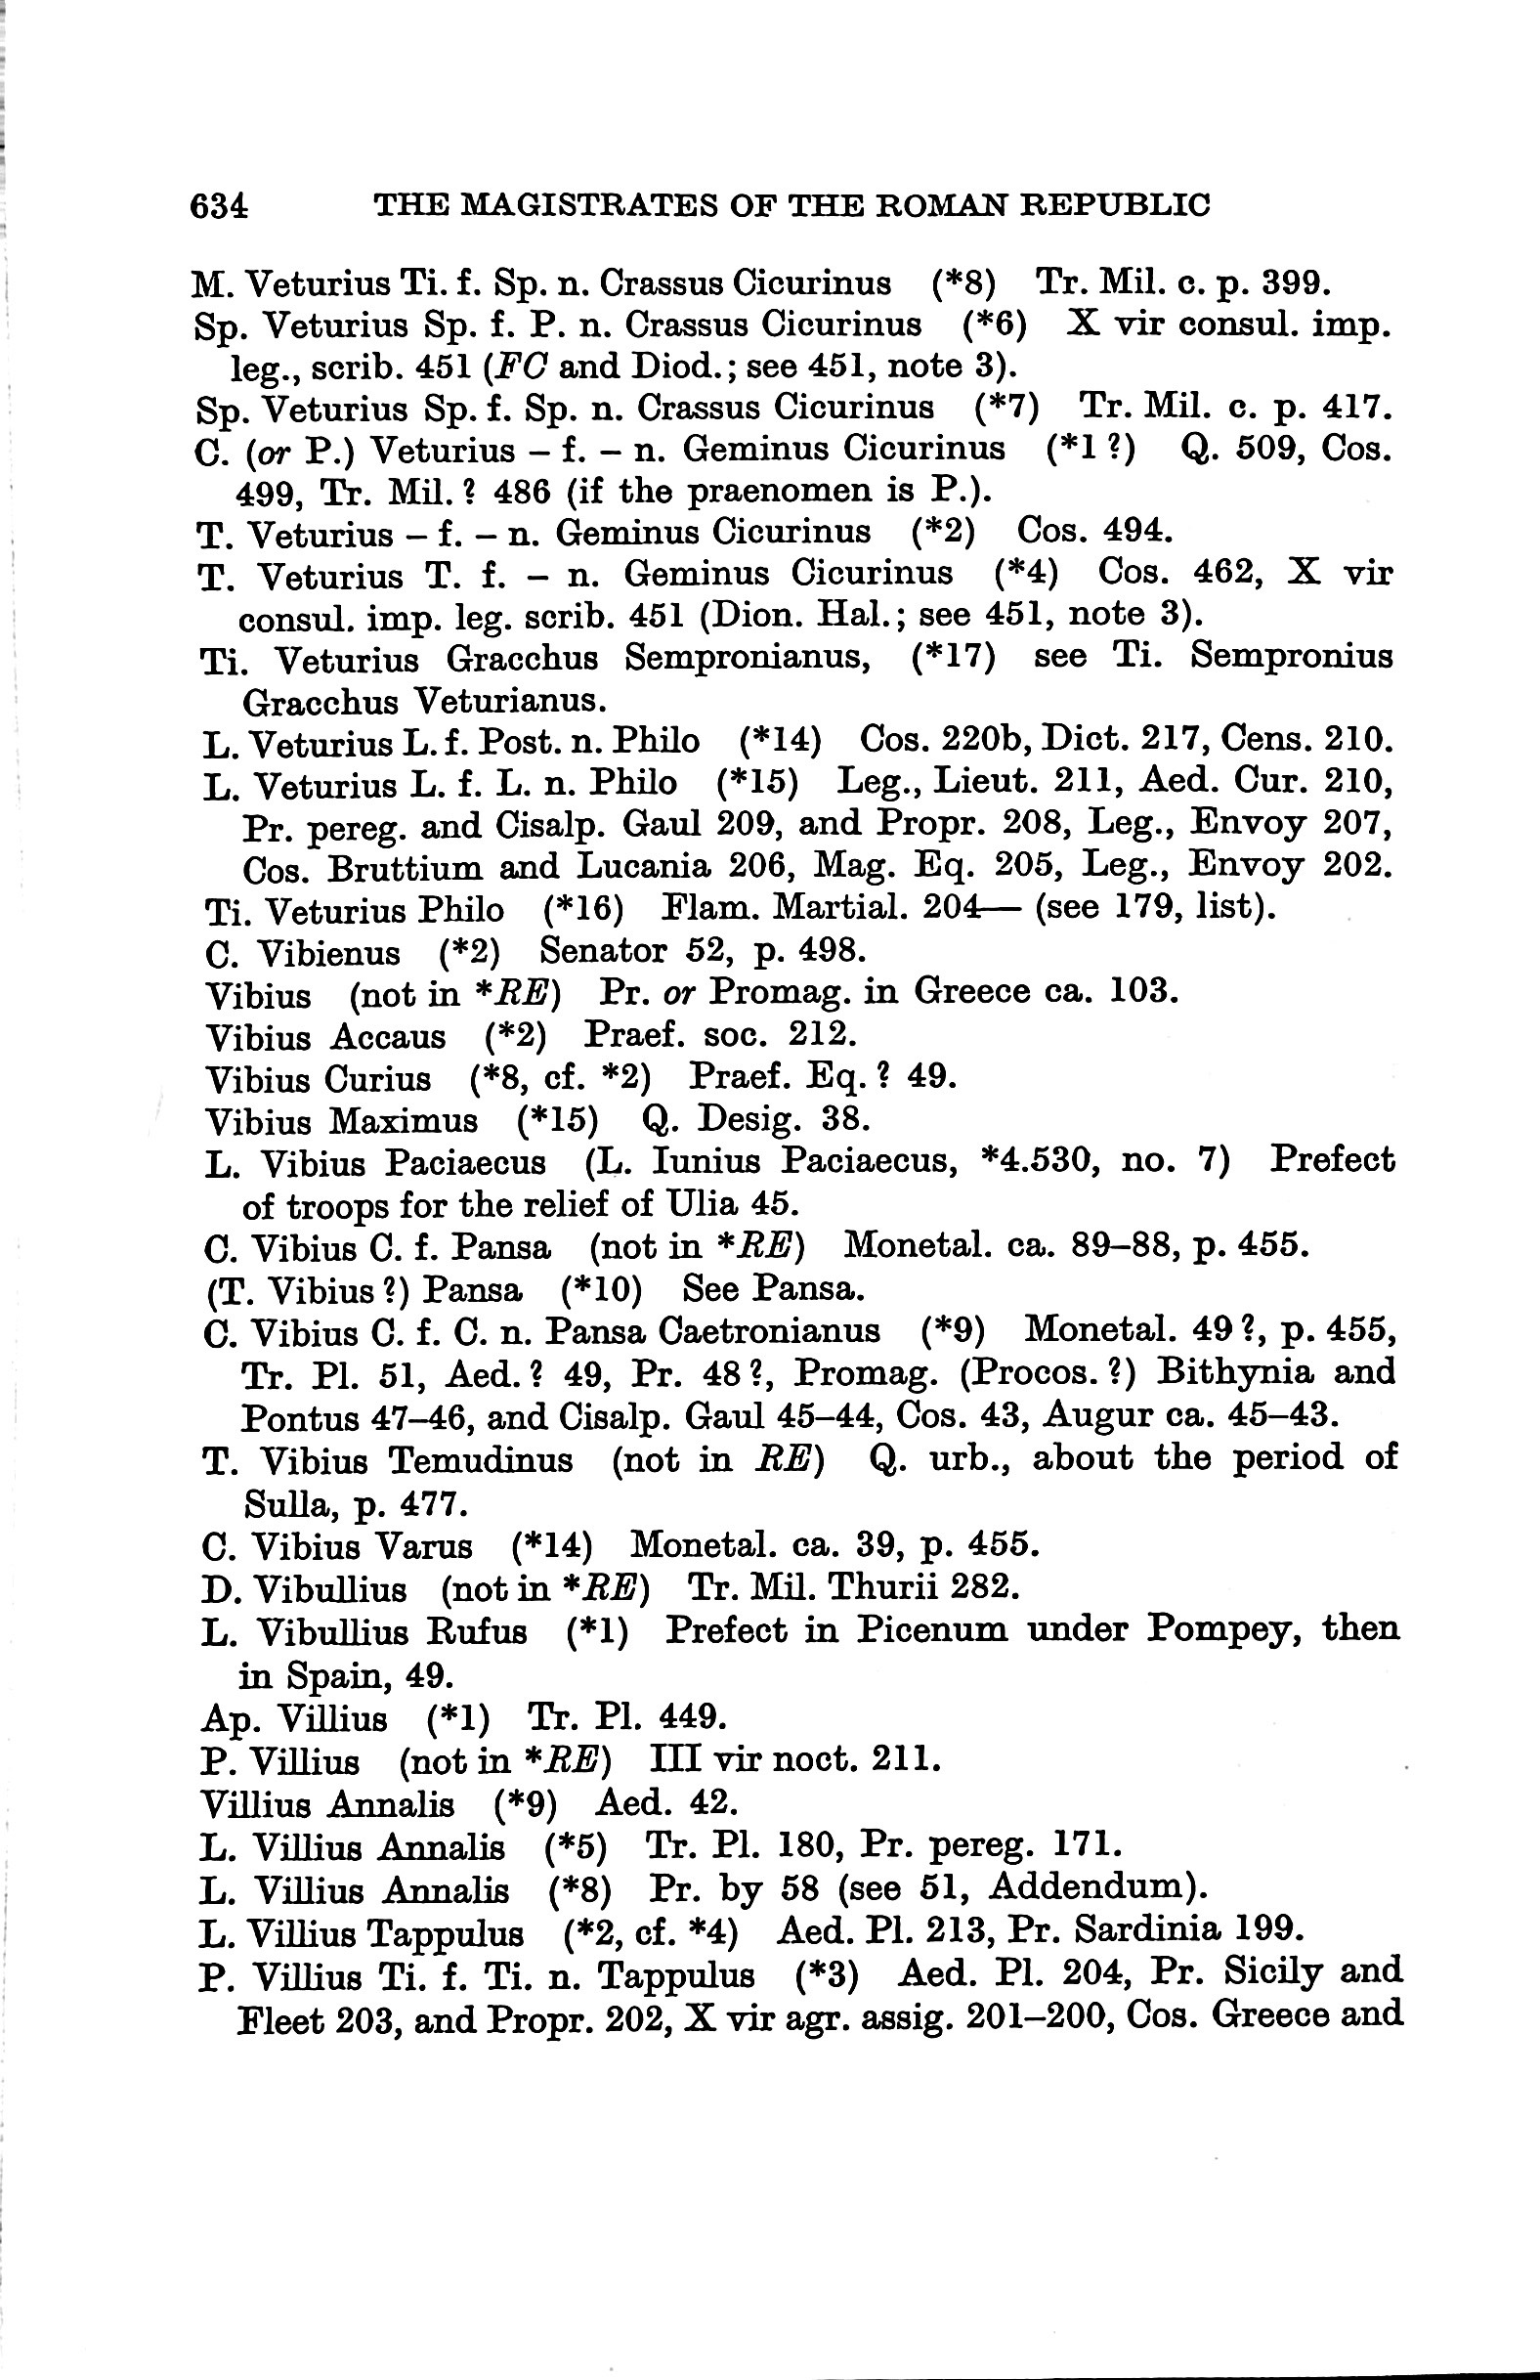 634 THE MAGISTRATES OF THE ROMAN REPUBLIC
M. Veturius Ti. f. Sp. n. Crassus Cicurinus (*8) Tr. Mil. c. p. 399.
Sp. Veturius Sp. f. P. n. Crassus Cicurinus (*6) X vir consul. imp.
leg., scrib. 451 (FC and Diod.; see 451, note 3).
Sp. Veturius Sp. f. Sp. n. Crassus Cicurinus (*7) Tr. Mil. c. p. 417.
C. (or P.) Veturius – f. – n. Geminus Cicurinus (*1 ?) Q. 509, Cos.
499, Tr. Mil. ? 486 (if the praenomen is P.).
T. Veturius – f. – n. Geminus Cicurinus (*2) Cos. 494.
T. Veturius T. f. – n. Geminus Cicurinus (*4) Cos. 462, X vir
consul. imp. leg. scrib. 451 (Dion. Hal.; see 451, note 3).
Ti. Veturius Gracchus Sempronianus, (*17) see Ti. Sempronius
Gracchus Veturianus.
L. Veturius L. f. Post. n. Philo (*14) Cos. 220b, Dict. 217, Cens. 210.
L. Veturius L. f. L. n. Philo (*15) Leg., Lieut. 211, Aed. Cur. 210,
Pr. pereg. and Cisalp. Gaul 209, and Propr. 208, Leg., Envoy 207,
Cos. Bruttium and Lucania 206, Mag. Eq. 205, Leg., Envoy 202.
Ti. Veturius Philo (*16) Flam. Martial. 204— (see 179, list).
C. Vibienus (*2) Senator 52, p. 498.
Vibius (not in *RE) Pr. or Promag. in Greece ca. 103.
Vibius Accaus (*2) Praef. soc. 212.
Vibius Curius (*8, cf. *2) Praef. Eq. ? 49.
Vibius Maximus (*15) Q. Desig. 38.
L. Vibius Paciaecus (L. Iunius Paciaecus, *4.530, no. 7) Prefect
of troops for the relief of Ulia 45.
C. Vibius C. f. Pansa (not in *RE) Monetal. ca. 89–88, p. 455.
(T. Vibius ?) Pansa (*10) See Pansa.
C. Vibius C. f. C. n. Pansa Caetronianus (*9) Monetal. 49 ?, p. 455,
Tr. Pl. 51, Aed. ? 49, Pr. 48 ?, Promag. (Procos. ?) Bithynia and
Pontus 47–46, and Cisalp. Gaul 45–44, Cos. 43, Augur ca. 45–43.
T. Vibius Temudinus (not in RE) Q. urb., about the period of
Sulla, p. 477.
C. Vibius Varus (*14) Monetal. ca. 39, p. 455.
D. Vibullius (not in *RE) Tr. Mil. Thurii 282.
L. Vibullius Rufus (*1) Prefect in Picenum under Pompey, then
in Spain, 49.
Ap. Villius (*1) Tr. Pl. 449.
P. Villius (not in *RE) III vir noct. 211.
Villius Annalis (*9) Aed. 42.
L. Villius Annalis (*5) Tr. Pl. 180, Pr. pereg. 171.
L. Villius Annalis (*8) Pr. by 58 (see 51, Addendum).
L. Villius Tappulus (*2, cf. *4) Aed. Pl. 213, Pr. Sardinia 199.
P. Villius Ti. f. Ti. n. Tappulus (*3) Aed. Pl. 204, Pr. Sicily and
Fleet 203, and Propr. 202, X vir agr. assig. 201–200, Cos. Greece and